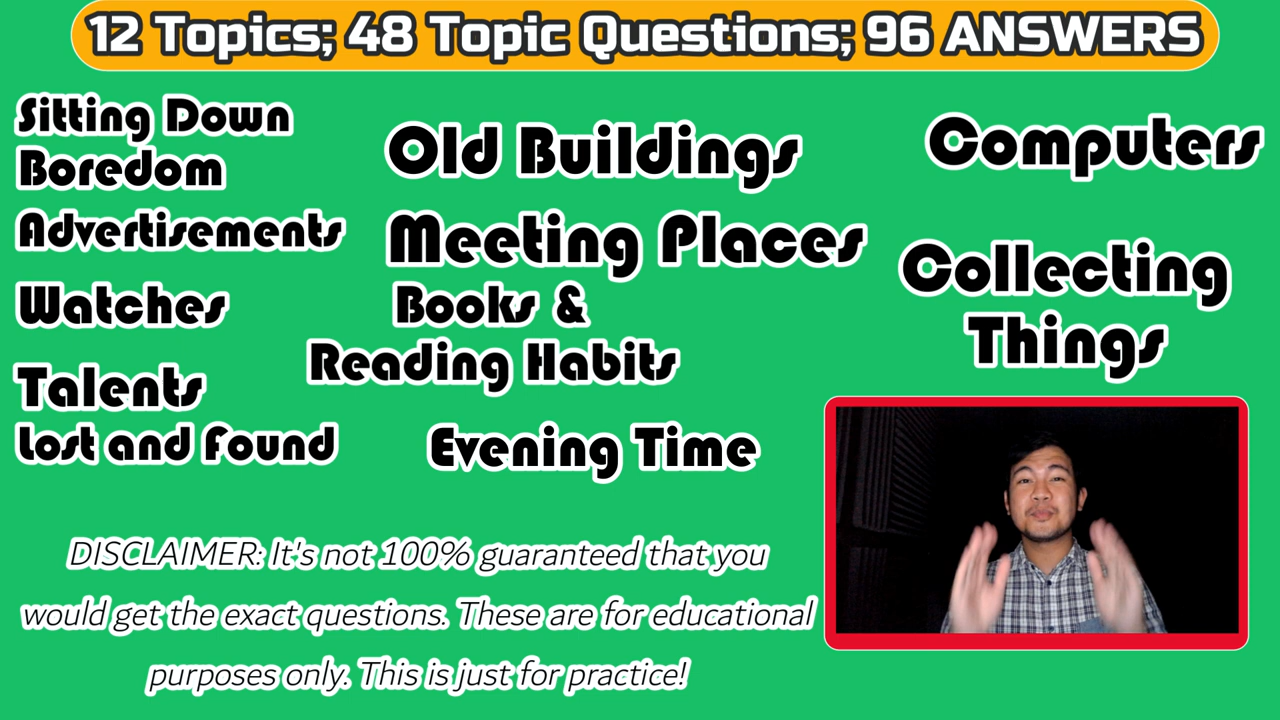 12 Topics; 48 Topic Questions; 96 ANSWERS
Sitting Down
Boredom
Advertisements
Watches
Talents
Lost and Found
Old Buildings
Meeting Places
Books &
Reading Habits
Evening Time
Computers
Collecting
Things
DISCLAIMER: It's not 100% guaranteed that you
would get the exact questions. These are for educational
purposes only. This is just for practice!